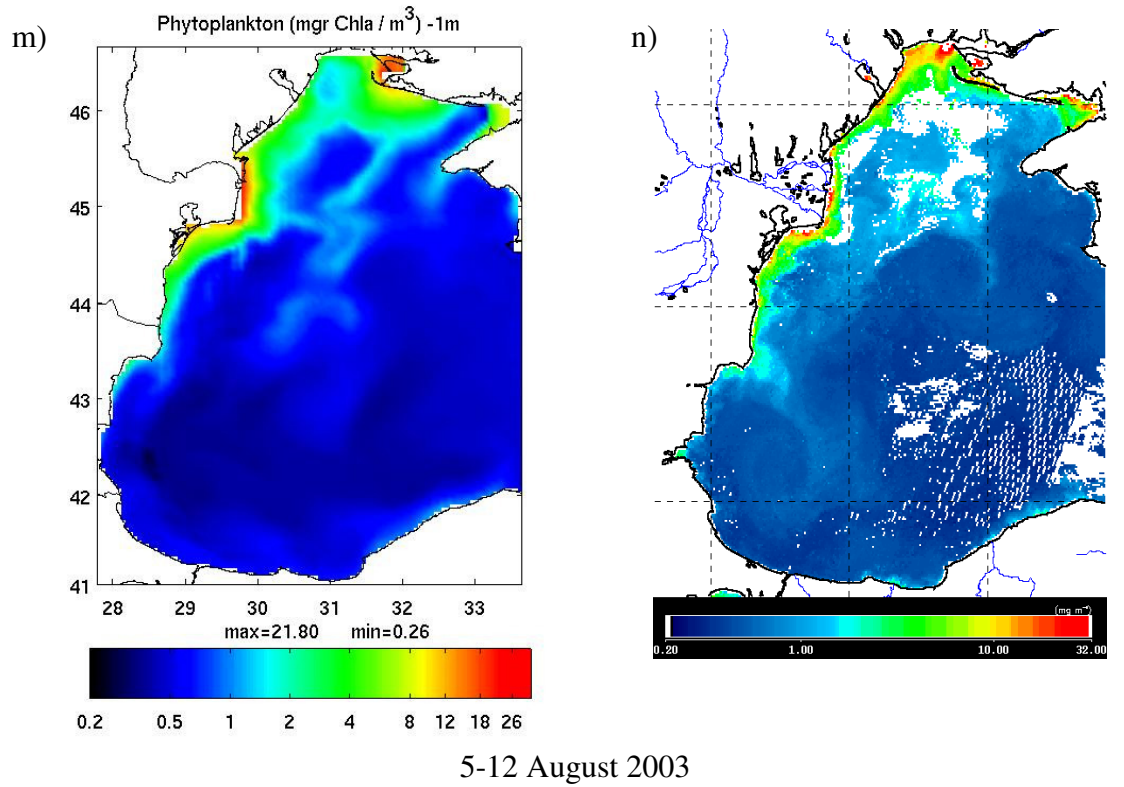 m)
Phytoplankton (mgr Chla / m³) -1m
46
45
44
43
42
41
28 29 30 31 32 33
max=21.80 min=0.26
0.2 0.5 1 2 4 8 12 18 26
n)
(mg m⁻³)
0.20 1.00 10.00 32.00
5-12 August 2003